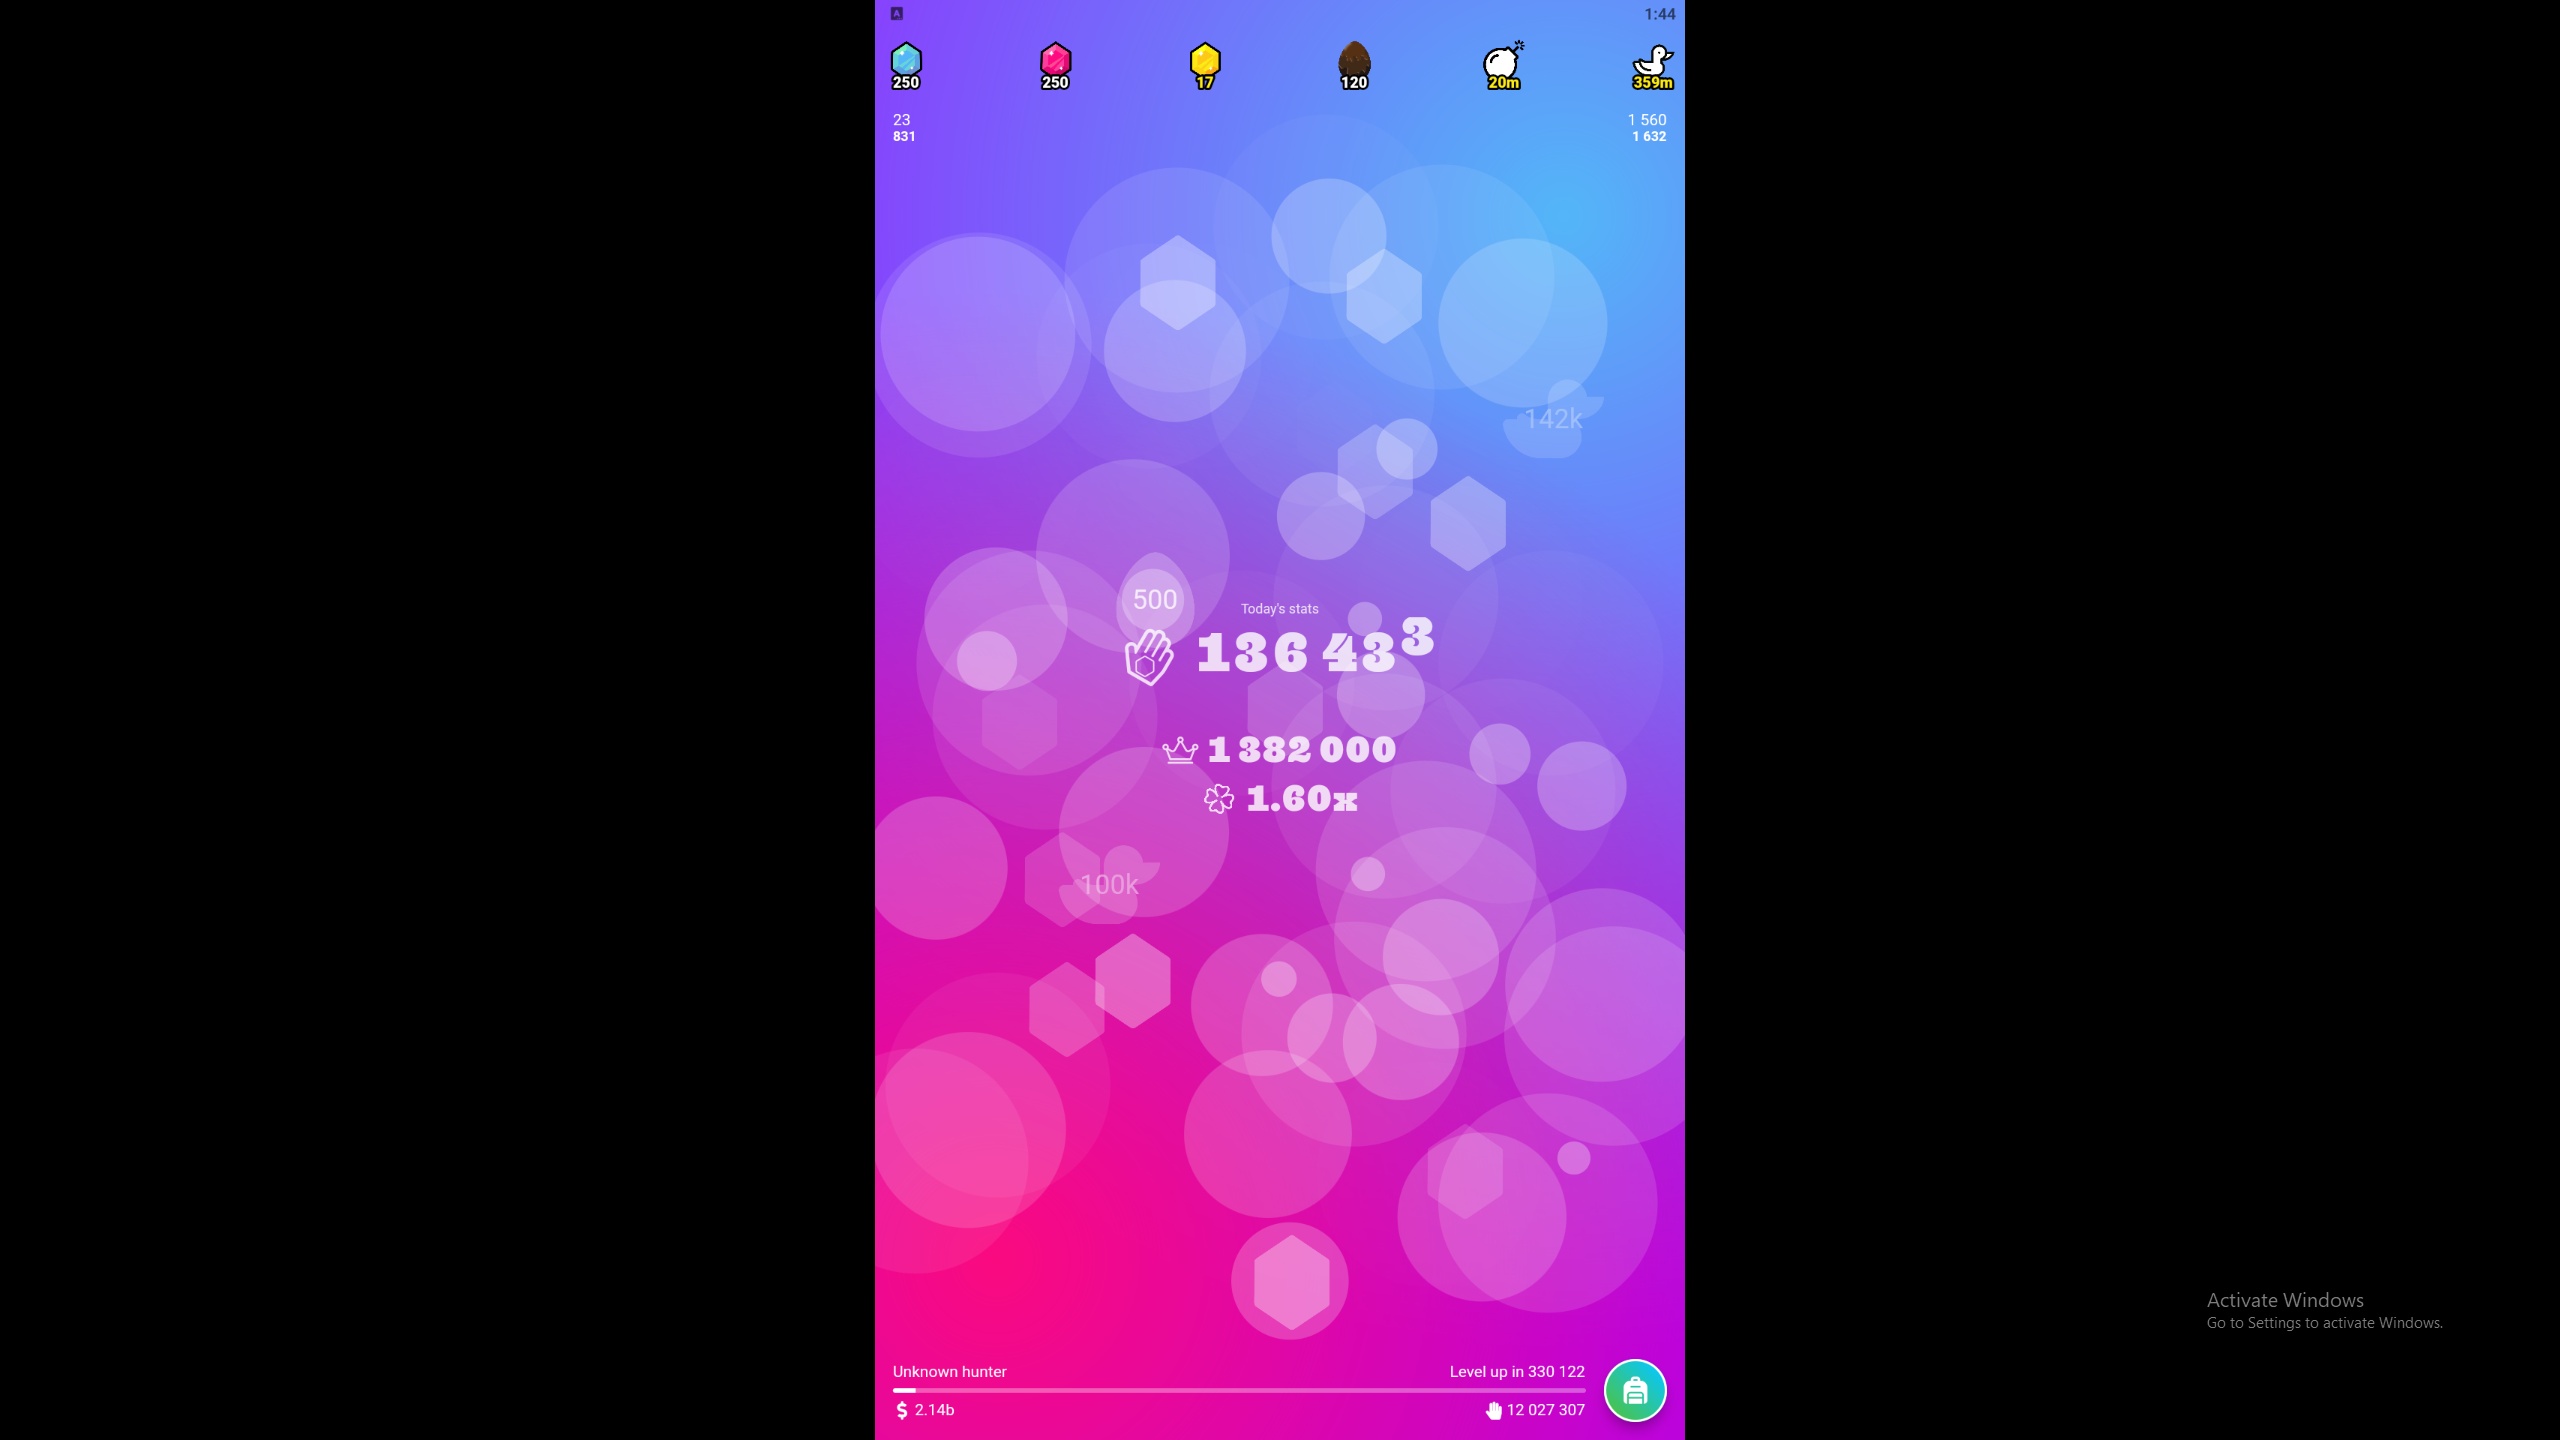 1:44
250
250
17
120
20m
359m
23
831
1 560
1 632
142k
500
Today's stats
136 433
1 382 000
1.60x
100k
Unknown hunter
Level up in 330 122
$ 2.14b
12 027 307
Activate Windows
Go to Settings to activate Windows.